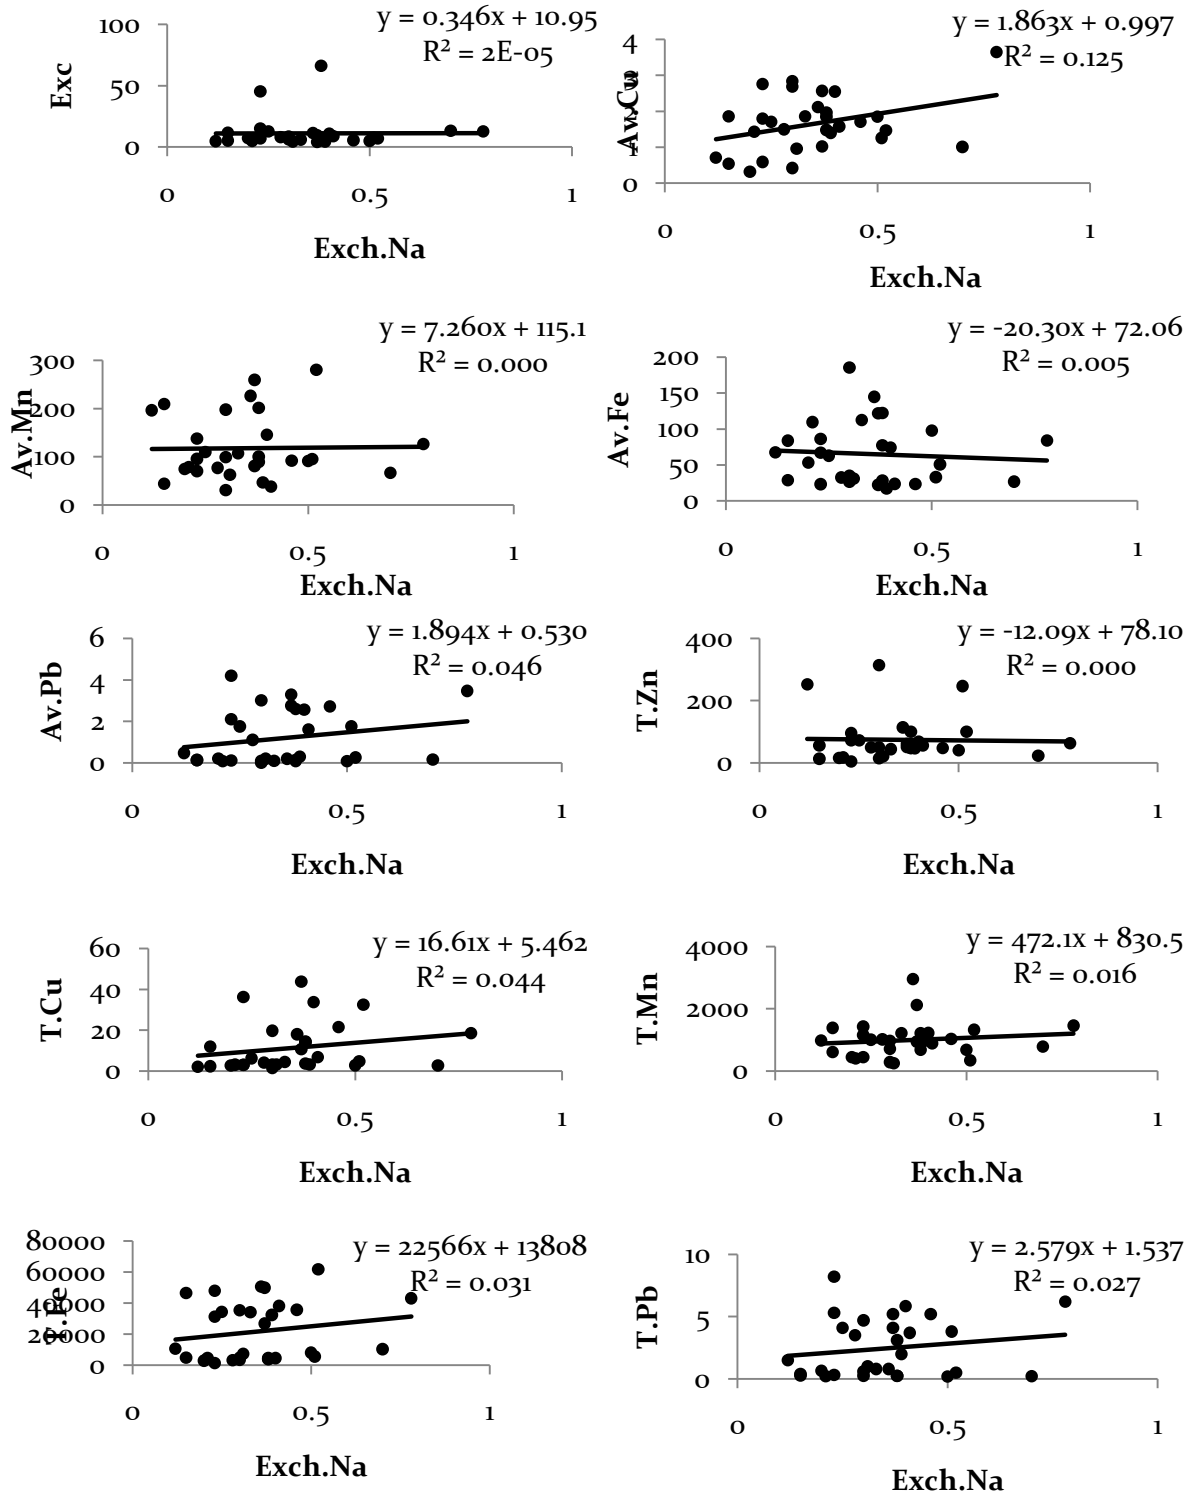 y = 0.346x + 10.95
R² = 2E-05
100
50
0
Exc
0 0.5 1
Exch.Na
y = 1.863x + 0.997
R² = 0.125
4
3
2
1
0
Av.Cu
0 0.5 1
Exch.Na
y = 7.260x + 115.1
R² = 0.000
300
200
100
0
Av.Mn
0 0.5 1
Exch.Na
y = -20.30x + 72.06
R² = 0.005
200
150
100
50
0
Av.Fe
0 0.5 1
Exch.Na
y = 1.894x + 0.530
R² = 0.046
6
4
2
0
Av.Pb
0 0.5 1
Exch.Na
y = -12.09x + 78.10
R² = 0.000
400
200
0
T.Zn
0 0.5 1
Exch.Na
y = 16.61x + 5.462
R² = 0.044
60
40
20
0
T.Cu
0 0.5 1
Exch.Na
y = 472.1x + 830.5
R² = 0.016
4000
2000
0
T.Mn
0 0.5 1
Exch.Na
y = 22566x + 13808
R² = 0.031
80000
60000
40000
20000
0
T.Fe
0 0.5 1
Exch.Na
y = 2.579x + 1.537
R² = 0.027
10
5
0
T.Pb
0 0.5 1
Exch.Na